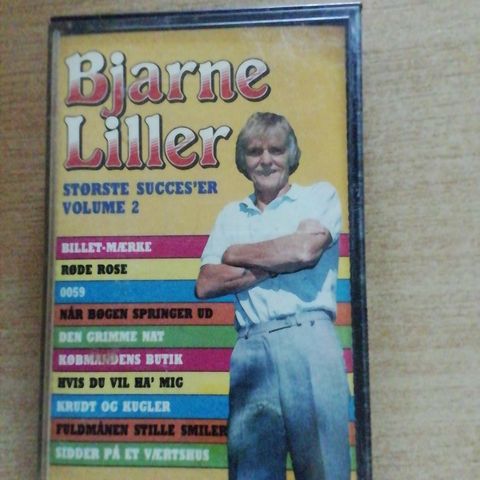 Bjarne
Liller
STØRSTE SUCCES'ER
VOLUME 2
BILLET-MÆRKE
RØDE ROSE
0059
NÅR BØGEN SPRINGER UD
DEN GRIMME NAT
KØBMANDENS BUTIK
HVIS DU VIL HA' MIG
KRUDT OG KUGLER
FULDMÅNEN STILLE SMILER
SIDDER PÅ ET VÆRTSHUS